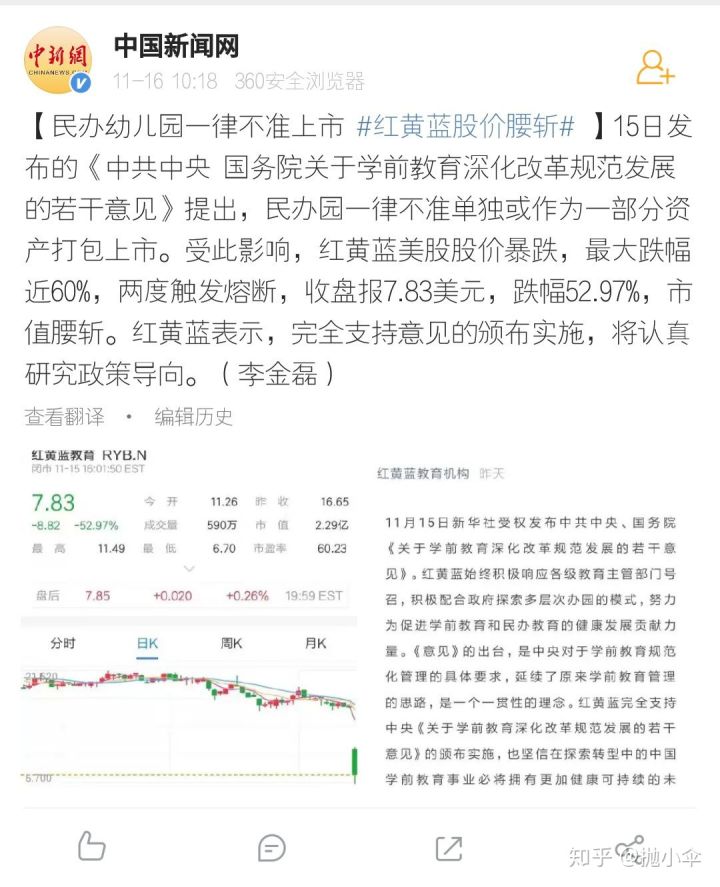 中新網
CHINANEWS.COM
中国新闻网
11-16 10:18 360安全浏览器
【民办幼儿园一律不准上市 #红黄蓝股价腰斩# 】15日发
布的《中共中央 国务院关于学前教育深化改革规范发展
的若干意见》提出，民办园一律不准单独或作为一部分资
产打包上市。受此影响，红黄蓝美股股价暴跌，最大跌幅
近60%，两度触发熔断，收盘报7.83美元，跌幅52.97%，市
值腰斩。红黄蓝表示，完全支持意见的颁布实施，将认真
研究政策导向。（李金磊）
查看翻译 • 编辑历史
红黄蓝教育 RYB.N
闭市 11-15 16:01:50 EST
7.83 今开 11.26 昨收 16.65
-8.82 -52.97% 成交量 590万 市值 2.29亿
最高 11.49 最低 6.70 市盈率 60.23
盘后 7.85 +0.020 +0.26% 19:59 EST
分时 日K 周K 月K
21.520
6.700
红黄蓝教育机构 昨天
11月15日新华社受权发布中共中央、国务院
《关于学前教育深化改革规范发展的若干意
见》。红黄蓝始终积极响应各级教育主管部门号
召，积极配合政府探索多层次办园的模式，努力
为促进学前教育和民办教育的健康发展贡献力
量。《意见》的出台，是中央对于学前教育规范
化管理的具体要求，延续了原来学前教育管理
的思路，是一个一贯性的理念。红黄蓝完全支持
中央《关于学前教育深化改革规范发展的若干
意见》的颁布实施，也坚信在探索转型中的中国
学前教育事业必将拥有更加健康可持续的未
知乎 @抛小伞